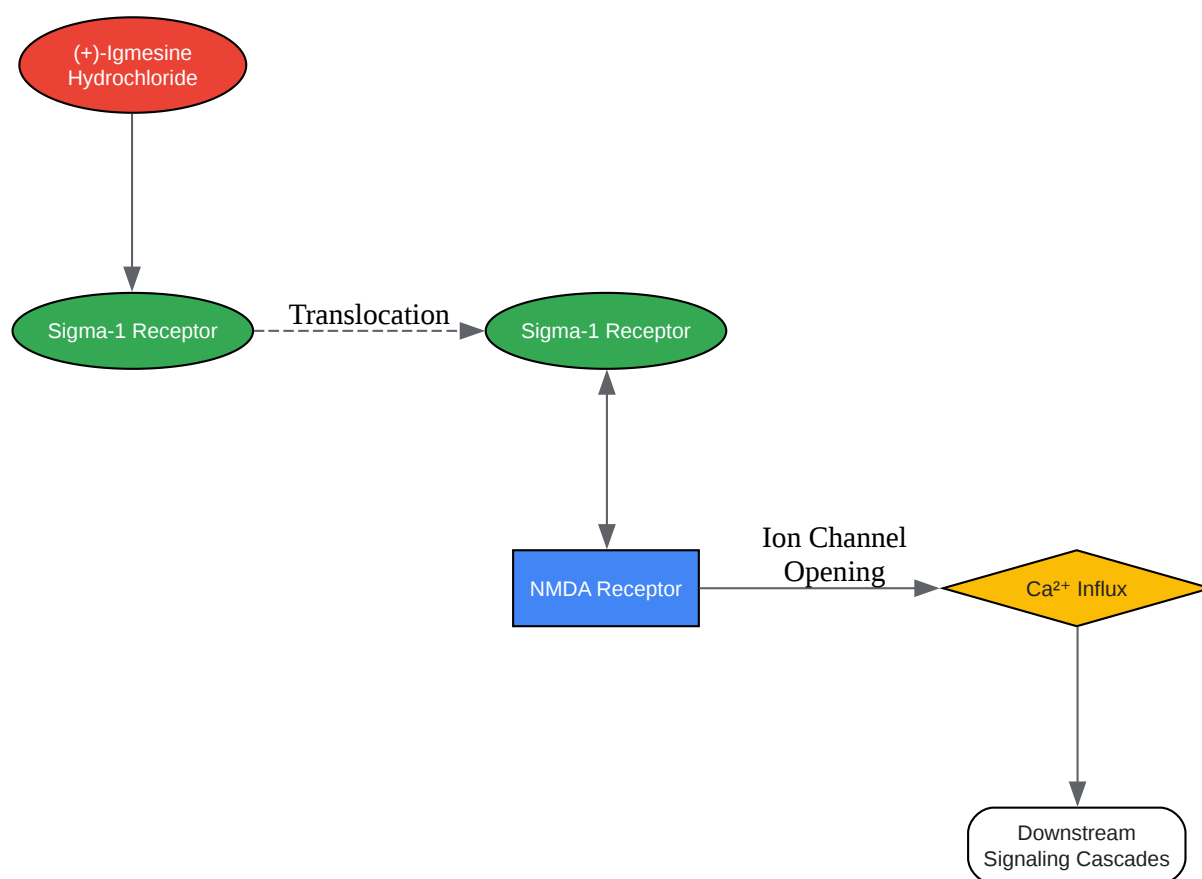 (+)-Igmesine
Hydrochloride
Sigma-1 Receptor
Translocation
Sigma-1 Receptor
NMDA Receptor
Ion Channel
Opening
Ca²⁺ Influx
Downstream
Signaling Cascades